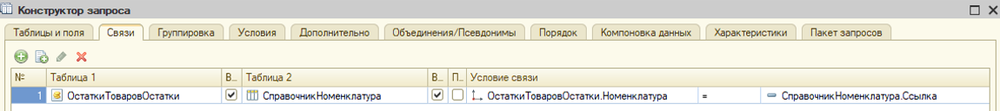 Конструктор запроса
Таблицы и поля Связи Группировка Условия Дополнительно Объединения/Псевдонимы Порядок Компоновка данных Характеристики Пакет запросов
№ Таблица 1 В... Таблица 2 В... П... Условие связи
1 ОстаткиТоваровОстатки СправочникНоменклатура ОстаткиТоваровОстатки.Номенклатура = СправочникНоменклатура.Ссылка